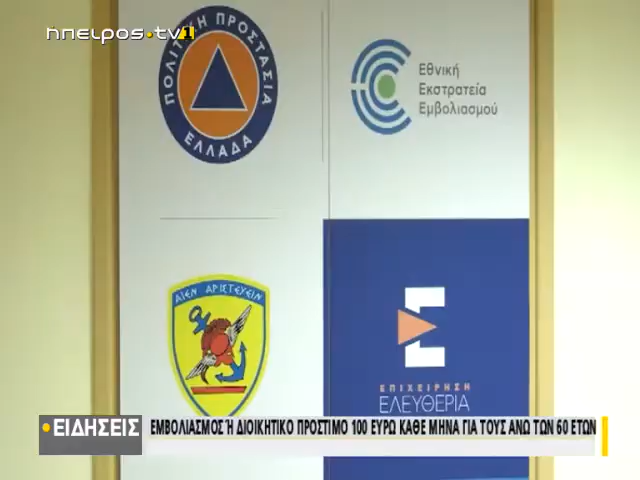 ηπειρος·tv1
ΠΟΛΙΤΙΚΗ ΠΡΟΣΤΑΣΙΑ
ΕΛΛΑΔΑ
Εθνική
Εκστρατεία
Εμβολιασμού
ΑΙΕΝ ΑΡΙΣΤΕΥΕΙΝ
Ε
ΕΠΙΧΕΙΡΗΣΗ
ΕΛΕΥΘΕΡΙΑ
ΕΙΔΗΣΕΙΣ
ΕΜΒΟΛΙΑΣΜΟΣ Ή ΔΙΟΙΚΗΤΙΚΟ ΠΡΟΣΤΙΜΟ 100 ΕΥΡΩ ΚΑΘΕ ΜΗΝΑ ΓΙΑ ΤΟΥΣ ΑΝΩ ΤΩΝ 60 ΕΤΩΝ